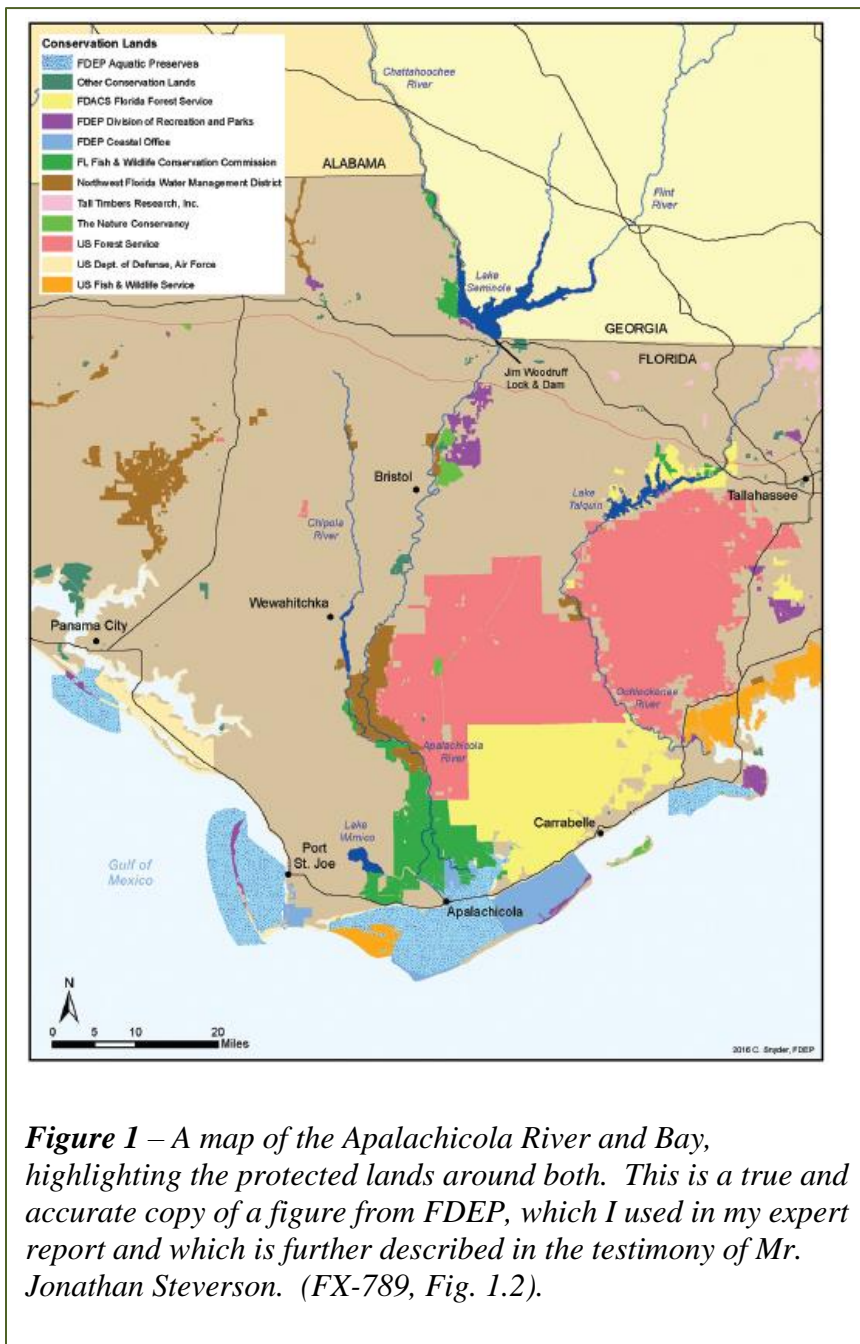 Conservation Lands
FDEP Aquatic Preserves
Other Conservation Lands
FDACS Florida Forest Service
FDEP Division of Recreation and Parks
FDEP Coastal Office
FL Fish & Wildlife Conservation Commission
Northwest Florida Water Management District
Tall Timbers Research, Inc.
The Nature Conservancy
US Forest Service
US Dept. of Defense, Air Force
US Fish & Wildlife Service
Chattahoochee
River
ALABAMA
Flint
River
Lake
Seminole
GEORGIA
FLORIDA
Jim Woodruff
Lock & Dam
Bristol
Tallahassee
Lake
Talquin
Chipola
River
Wewahitchka
Panama City
Ochlockonee
River
Apalachicola
River
Carrabelle
Lake
Wimico
Port
St. Joe
Gulf of
Mexico
Apalachicola
N
0 5 10 20
Miles
2016 C. Snyder, FDEP
Figure 1 – A map of the Apalachicola River and Bay,
highlighting the protected lands around both. This is a true and
accurate copy of a figure from FDEP, which I used in my expert
report and which is further described in the testimony of Mr.
Jonathan Steverson. (FX-789, Fig. 1.2).